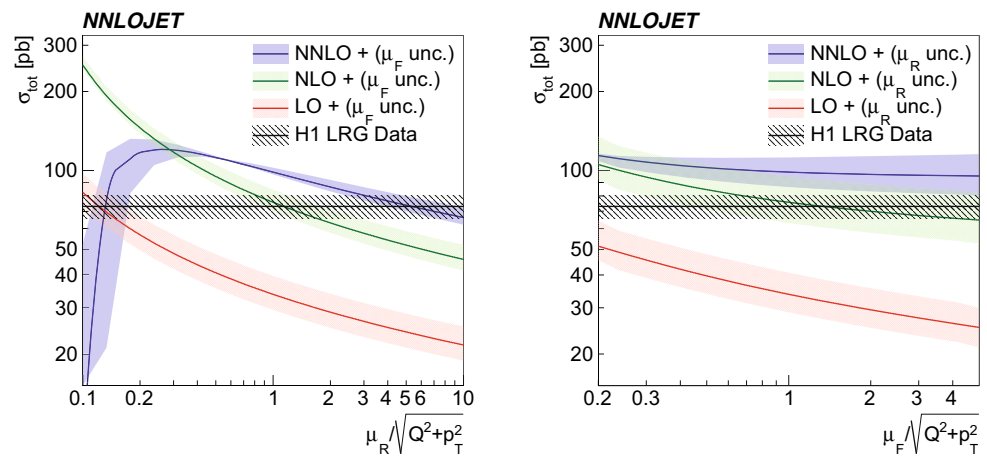 NNLOJET
σtot [pb]
300
200
100
50
40
30
20
NNLO + (μF unc.)
NLO + (μF unc.)
LO + (μF unc.)
H1 LRG Data
0.1 0.2 1 2 3 4 5 6 10
μR/√Q²+p²T
NNLOJET
σtot [pb]
300
200
100
50
40
30
20
NNLO + (μR unc.)
NLO + (μR unc.)
LO + (μR unc.)
H1 LRG Data
0.2 0.3 1 2 3 4
μF/√Q²+p²T